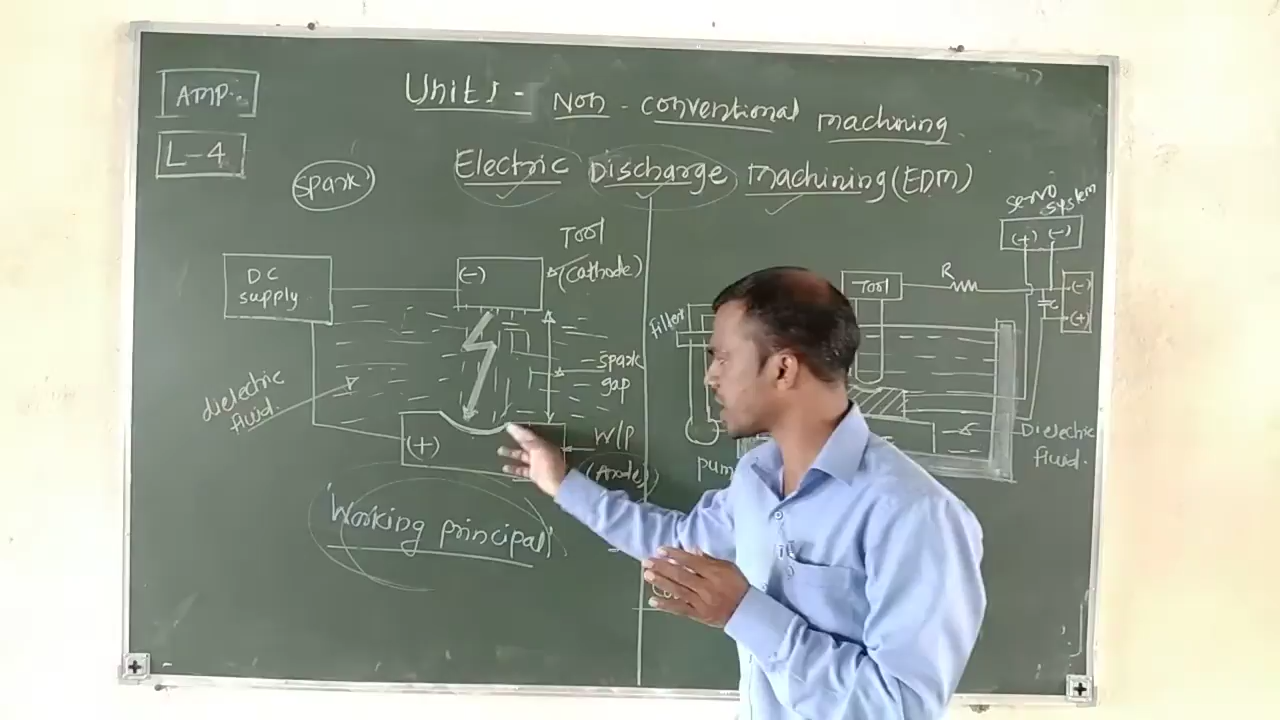 AMP.
L-4
Unit 5 - Non - conventional machining.
Electric Discharge Machining (EDM)
spark
Tool
(cathode)
(-)
DC
supply.
spark
gap
dielectric
fluid.
W/P
(Anode)
(+)
Working principal
servo
system
(+) (-)
Tool
R
(-)
C
(+)
Filter
Dielectric
fluid.
pum